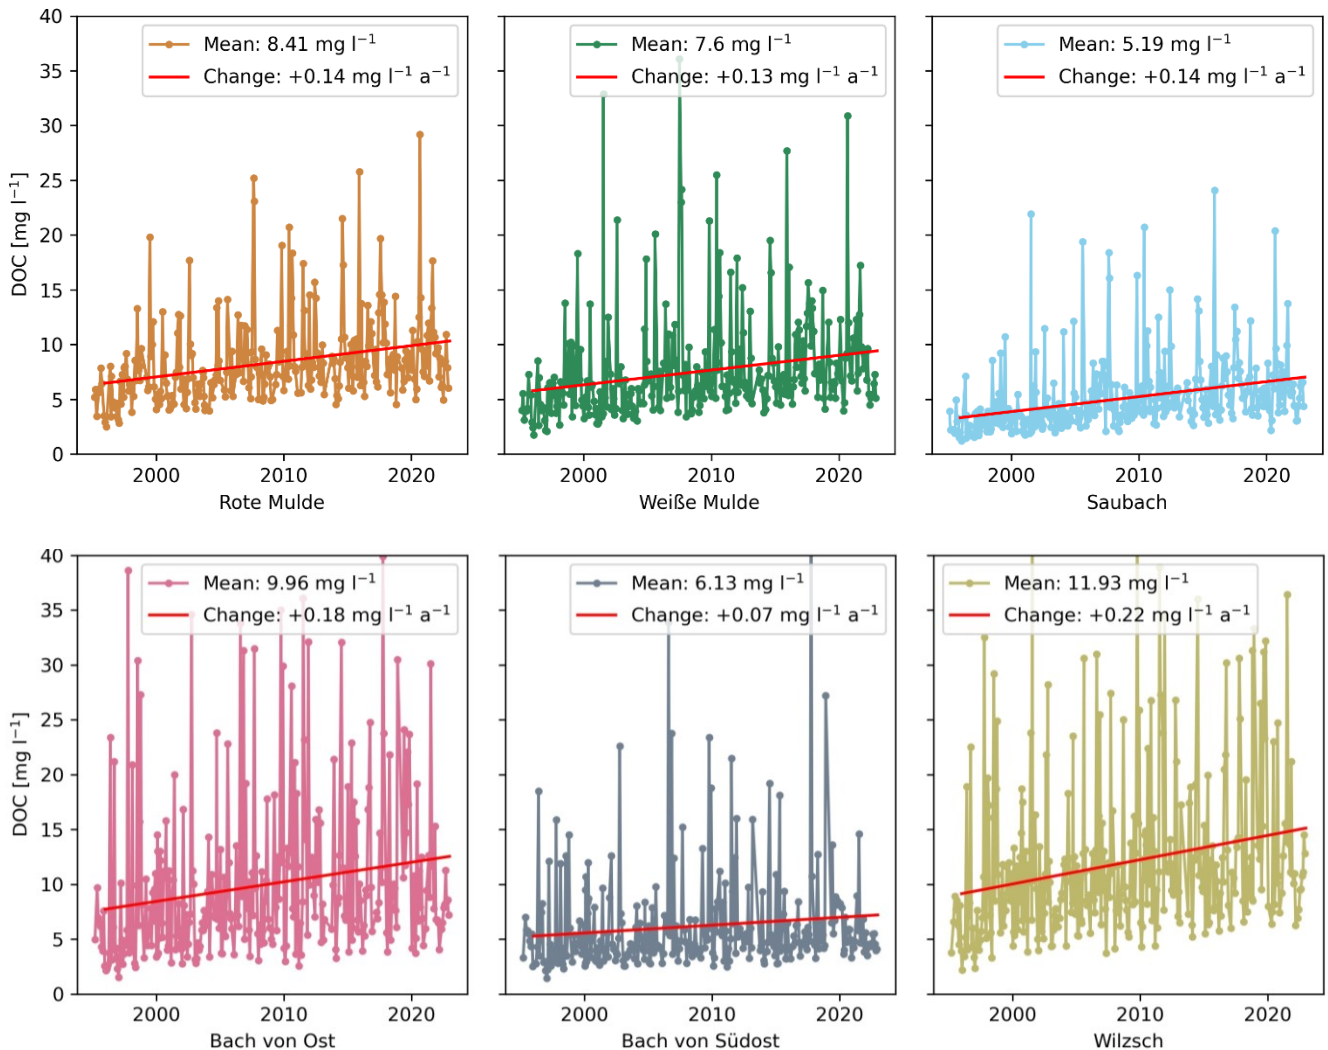 40
35
30
25
20
15
10
5
0
DOC [mg l⁻¹]
Mean: 8.41 mg l⁻¹
Change: +0.14 mg l⁻¹ a⁻¹
2000 2010 2020
Rote Mulde
Mean: 7.6 mg l⁻¹
Change: +0.13 mg l⁻¹ a⁻¹
2000 2010 2020
Weiße Mulde
Mean: 5.19 mg l⁻¹
Change: +0.14 mg l⁻¹ a⁻¹
2000 2010 2020
Saubach
40
35
30
25
20
15
10
5
0
DOC [mg l⁻¹]
Mean: 9.96 mg l⁻¹
Change: +0.18 mg l⁻¹ a⁻¹
2000 2010 2020
Bach von Ost
Mean: 6.13 mg l⁻¹
Change: +0.07 mg l⁻¹ a⁻¹
2000 2010 2020
Bach von Südost
Mean: 11.93 mg l⁻¹
Change: +0.22 mg l⁻¹ a⁻¹
2000 2010 2020
Wilzsch